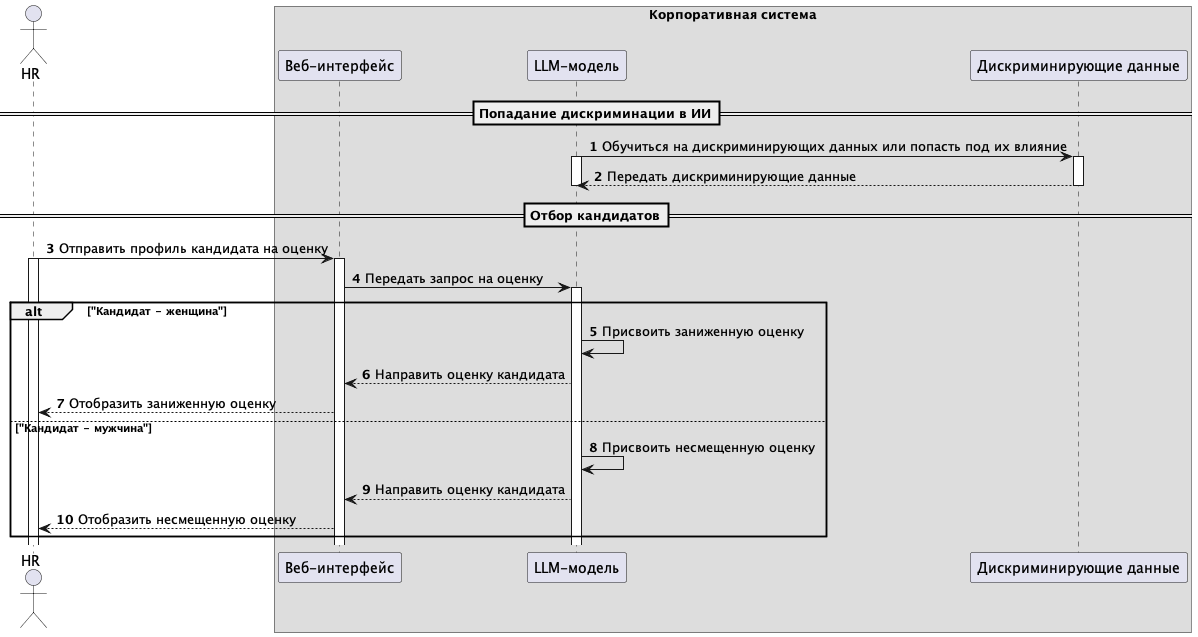 Корпоративная система
HR
Веб-интерфейс
LLM-модель
Дискриминирующие данные
Попадание дискриминации в ИИ
1 Обучиться на дискриминирующих данных или попасть под их влияние
2 Передать дискриминирующие данные
Отбор кандидатов
3 Отправить профиль кандидата на оценку
4 Передать запрос на оценку
alt
["Кандидат - женщина"]
5 Присвоить заниженную оценку
6 Направить оценку кандидата
7 Отобразить заниженную оценку
["Кандидат - мужчина"]
8 Присвоить несмещенную оценку
9 Направить оценку кандидата
10 Отобразить несмещенную оценку
HR
Веб-интерфейс
LLM-модель
Дискриминирующие данные